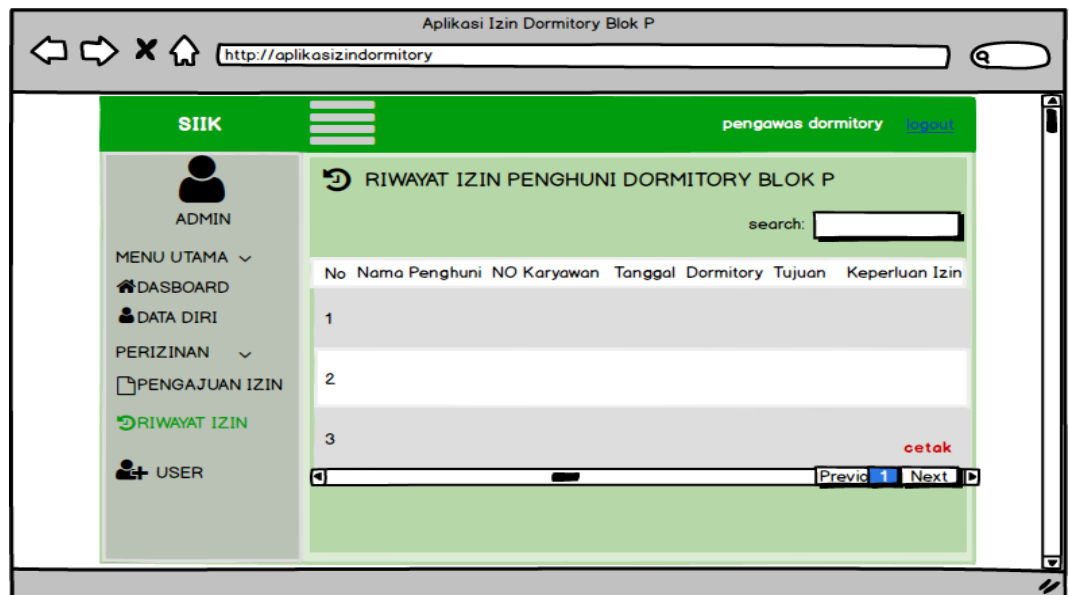 Aplikasi Izin Dormitory Blok P
http://aplikasizindormitory
SIIK
pengawas dormitory logout
ADMIN
MENU UTAMA
DASBOARD
DATA DIRI
PERIZINAN
PENGAJUAN IZIN
RIWAYAT IZIN
USER
RIWAYAT IZIN PENGHUNI DORMITORY BLOK P
search:
No Nama Penghuni NO Karyawan Tanggal Dormitory Tujuan Keperluan Izin
1
2
3
cetak
Previo 1 Next